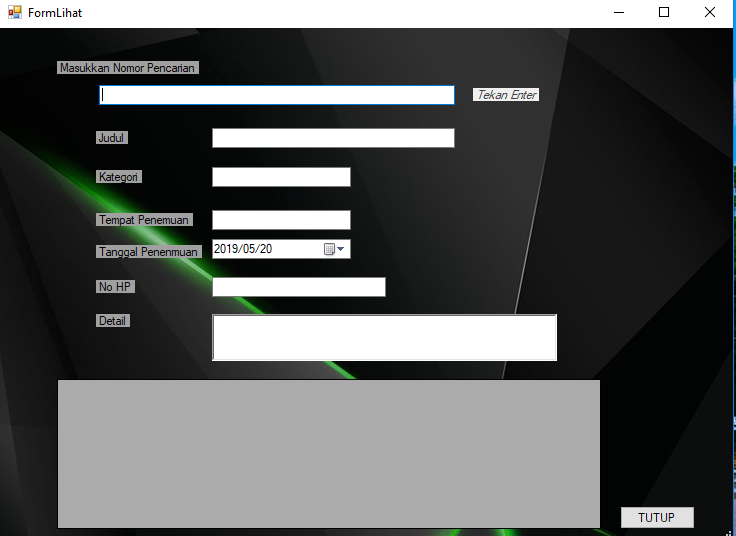 FormLihat
Masukkan Nomor Pencarian
Tekan Enter
Judul
Kategori
Tempat Penemuan
Tanggal Penenmuan 2019/05/20
No HP
Detail
TUTUP